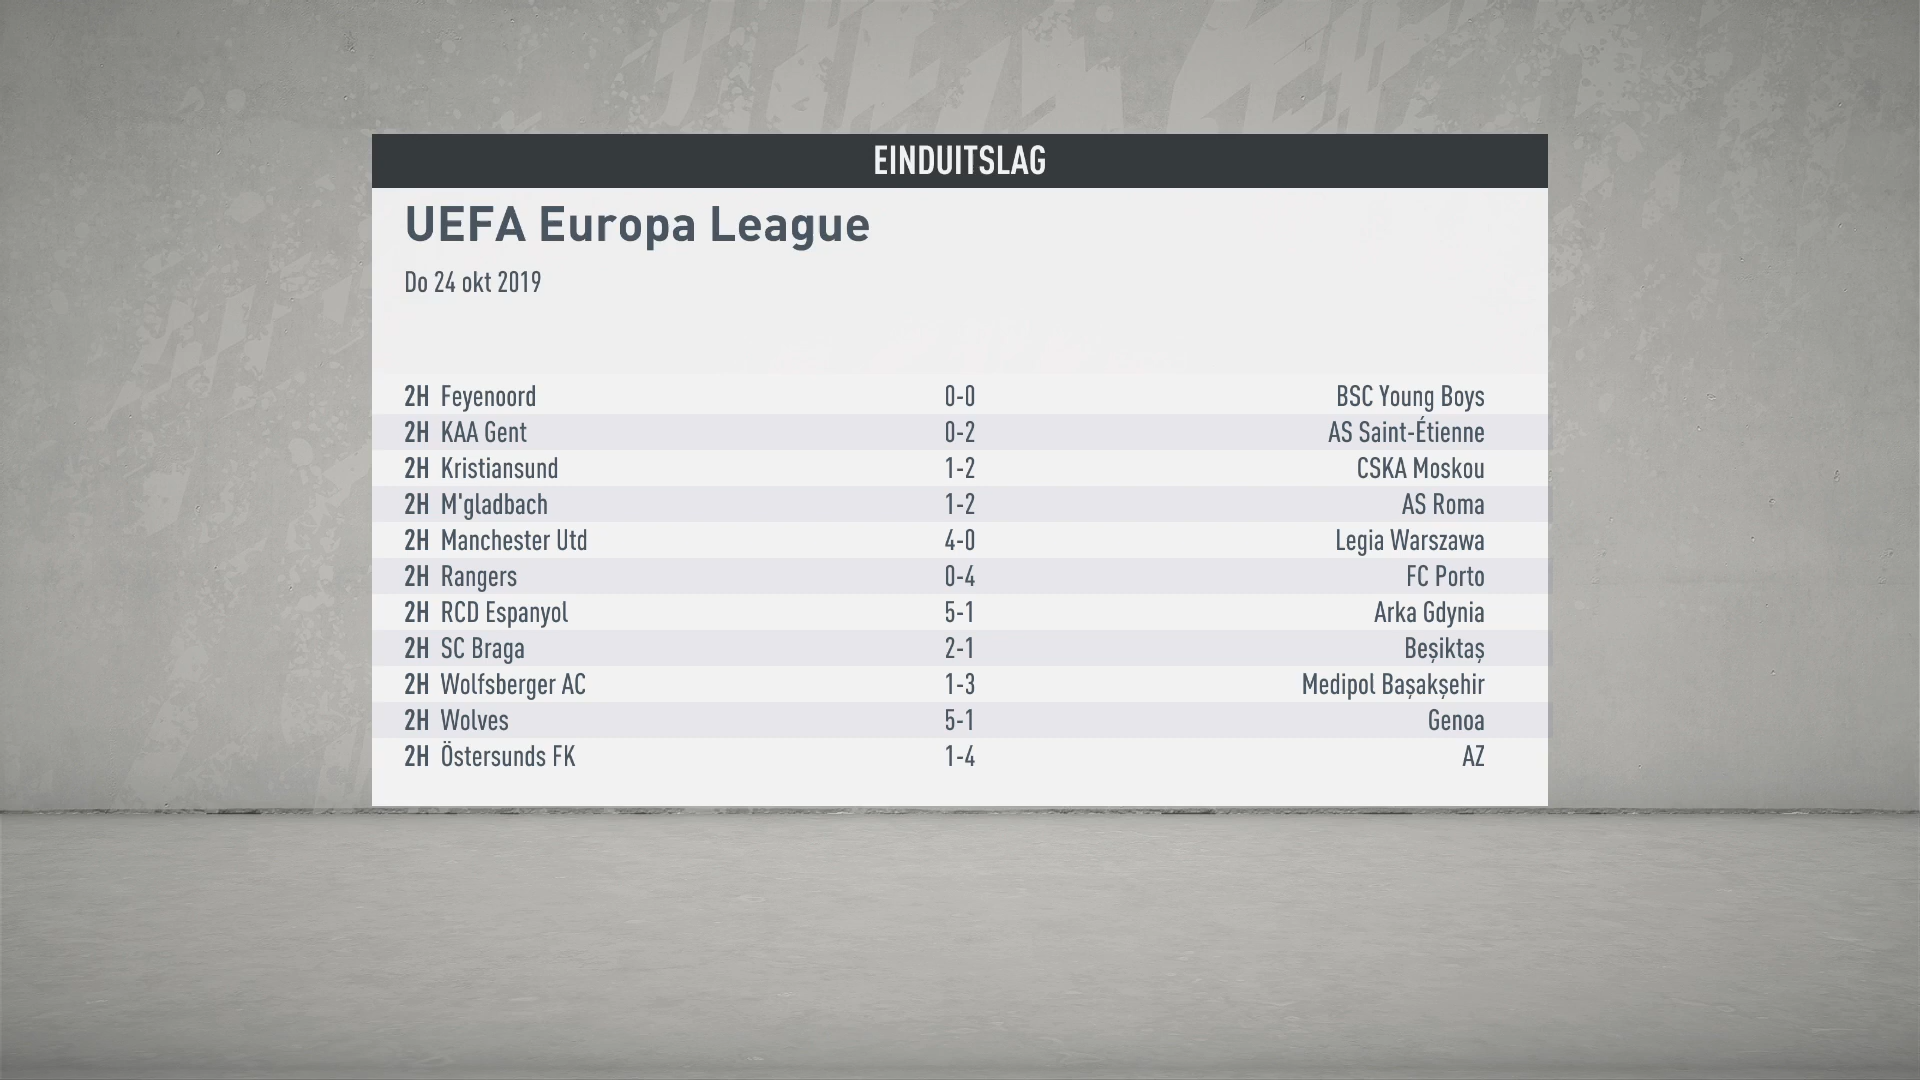 EINDUITSLAG
UEFA Europa League
Do 24 okt 2019
2H Feyenoord 0-0 BSC Young Boys
2H KAA Gent 0-2 AS Saint-Étienne
2H Kristiansund 1-2 CSKA Moskou
2H M'gladbach 1-2 AS Roma
2H Manchester Utd 4-0 Legia Warszawa
2H Rangers 0-4 FC Porto
2H RCD Espanyol 5-1 Arka Gdynia
2H SC Braga 2-1 Beşiktaş
2H Wolfsberger AC 1-3 Medipol Başakşehir
2H Wolves 5-1 Genoa
2H Östersunds FK 1-4 AZ